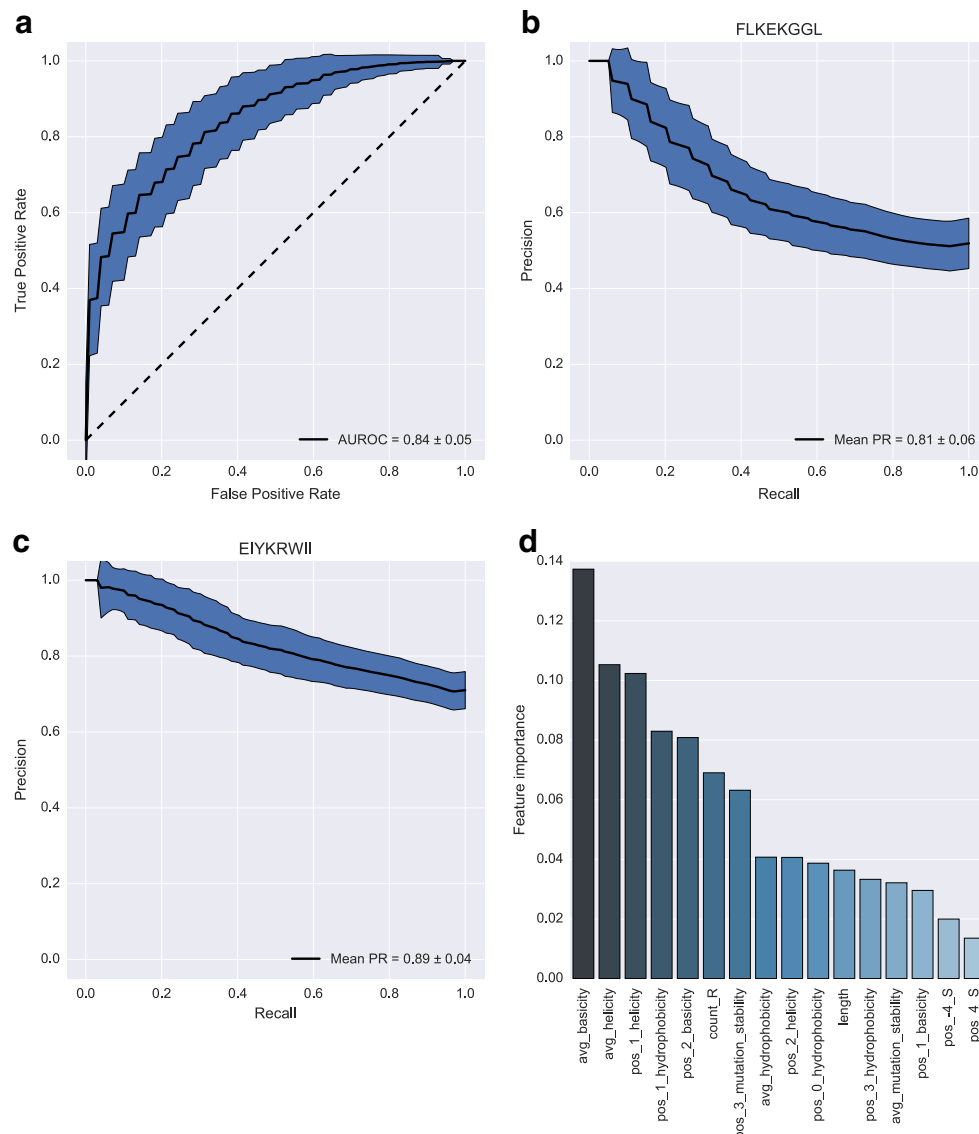 a
1.0
0.8
0.6
0.4
0.2
0.0
True Positive Rate
AUROC = 0.84 ± 0.05
0.0 0.2 0.4 0.6 0.8 1.0
False Positive Rate
b
FLKEKGGL
1.0
0.8
0.6
0.4
0.2
0.0
Precision
Mean PR = 0.81 ± 0.06
0.0 0.2 0.4 0.6 0.8 1.0
Recall
c
EIYKRWII
1.0
0.8
0.6
0.4
0.2
0.0
Precision
Mean PR = 0.89 ± 0.04
0.0 0.2 0.4 0.6 0.8 1.0
Recall
d
0.14
0.12
0.10
0.08
0.06
0.04
0.02
0.00
Feature importance
avg_basicity
avg_helicity
pos_1_helicity
pos_1_hydrophobicity
pos_2_basicity
count_R
pos_3_mutation_stability
avg_hydrophobicity
pos_2_helicity
pos_0_hydrophobicity
length
pos_3_hydrophobicity
avg_mutation_stability
pos_1_basicity
pos_-4_S
pos_4_S